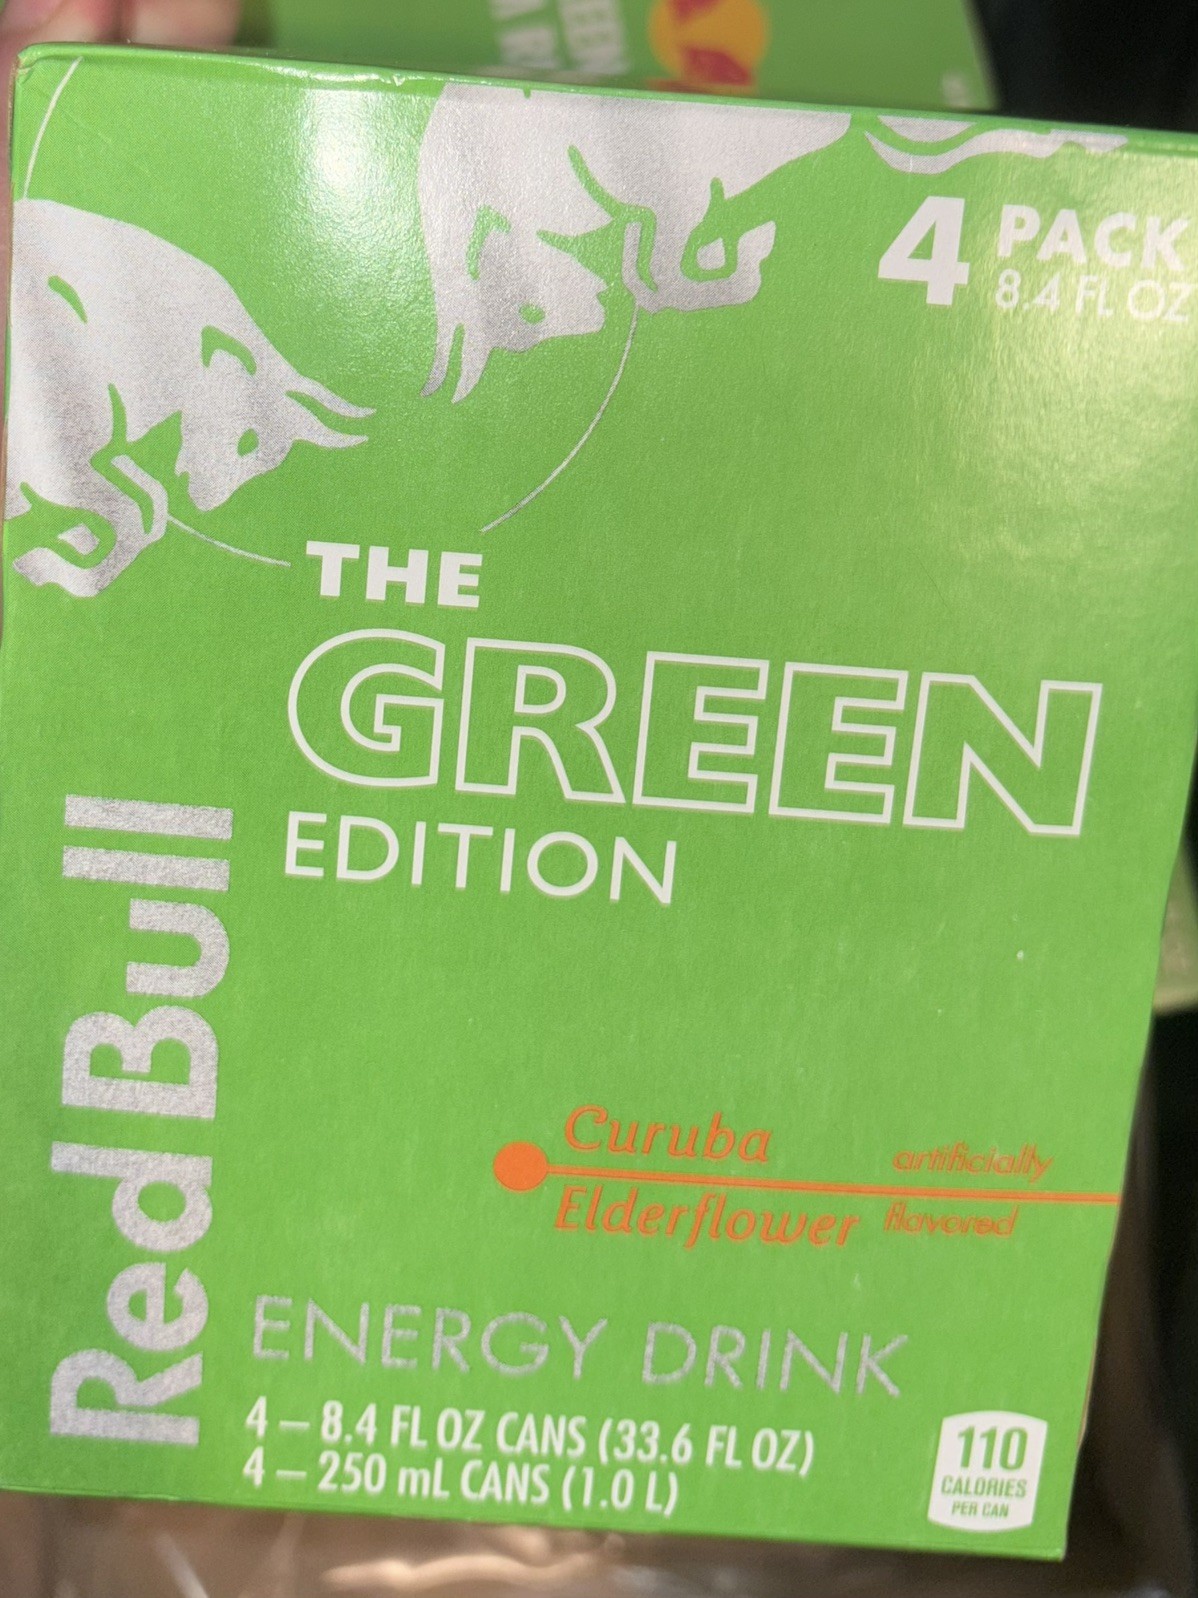 4 PACK
8.4 FL OZ
THE
GREEN
EDITION
Red Bull
Curuba
Elderflower
artificially
flavored
ENERGY DRINK
4 – 8.4 FL OZ CANS (33.6 FL OZ)
4 – 250 mL CANS (1.0 L)
110
CALORIES
PER CAN